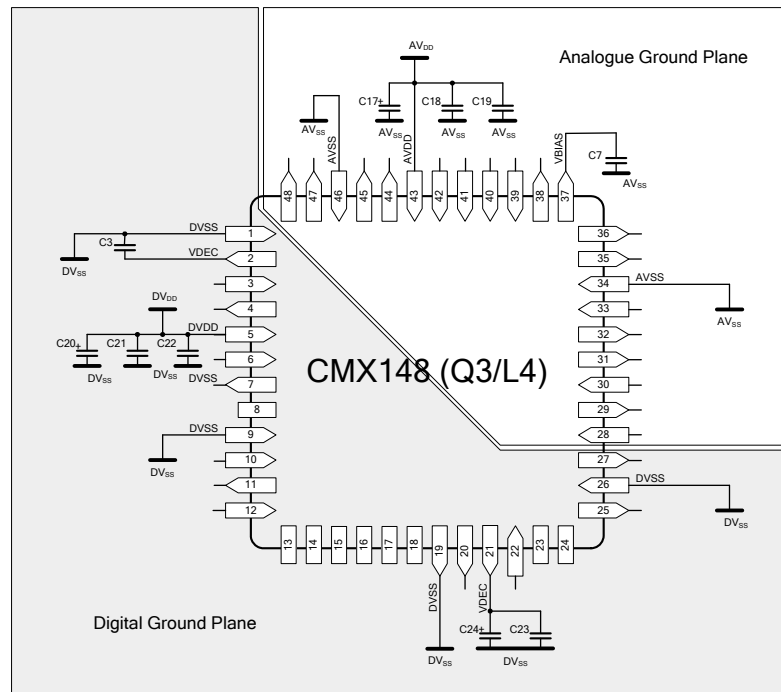 AVDD
Analogue Ground Plane
C17+
C18
C19
AVSS
AVSS
AVSS
AVSS
AVSS
AVDD
VBIAS
C7
AVSS
48
47
46
45
44
43
42
41
40
39
38
37
DVSS
1
36
C3
VDEC
2
35
DVSS
3
34
AVSS
DVDD
4
33
AVSS
DVDD
5
32
C20+
C21
C22
6
31
DVSS
DVSS
DVSS
DVSS
7
CMX148 (Q3/L4)
30
8
29
DVSS
9
28
DVSS
10
27
11
26
DVSS
12
25
DVSS
13
14
15
16
17
18
19
20
21
22
23
24
DVSS
VDEC
Digital Ground Plane
C24+
C23
DVSS
DVSS